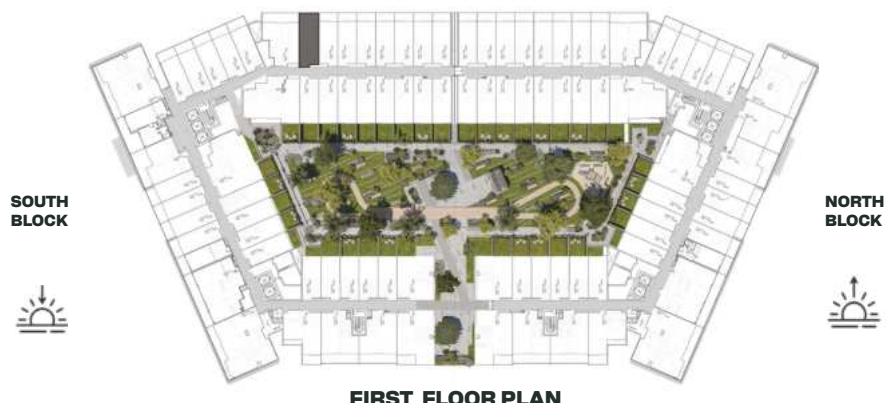 SOUTH
BLOCK
NORTH
BLOCK
FIRST FLOOR PLAN